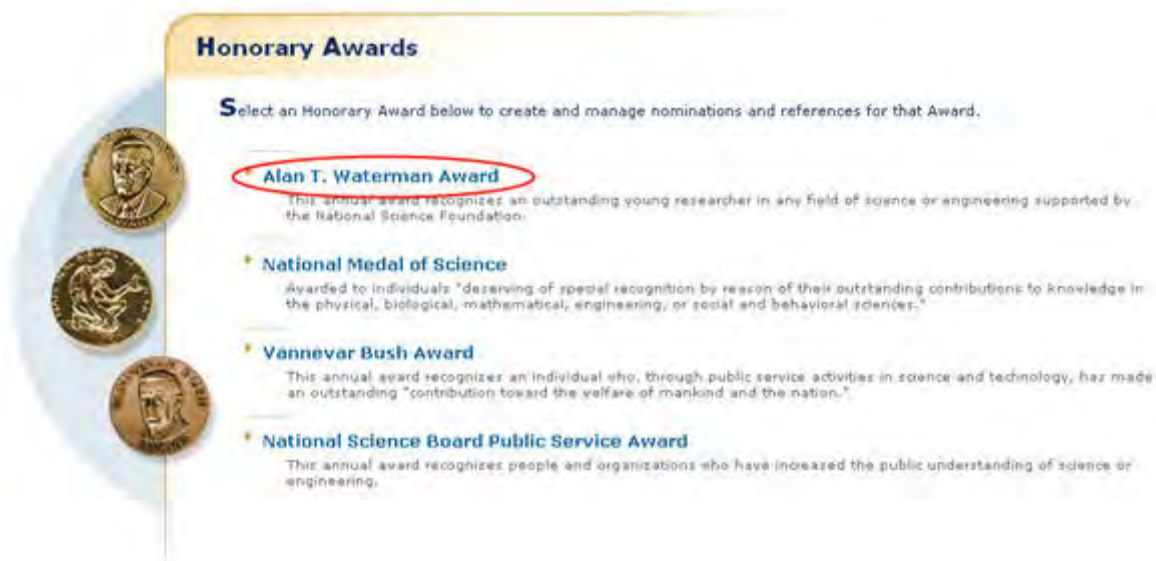 Honorary Awards
Select an Honorary Award below to create and manage nominations and references for that Award.
Alan T. Waterman Award
This annual award recognizes an outstanding young researcher in any field of science or engineering supported by
the National Science Foundation.
National Medal of Science
Awarded to individuals "deserving of special recognition by reason of their outstanding contributions to knowledge in
the physical, biological, mathematical, engineering, or social and behavioral sciences."
Vannevar Bush Award
This annual award recognizes an individual who, through public service activities in science and technology, has made
an outstanding "contribution toward the welfare of mankind and the nation."
National Science Board Public Service Award
This annual award recognizes people and organizations who have increased the public understanding of science or
engineering.